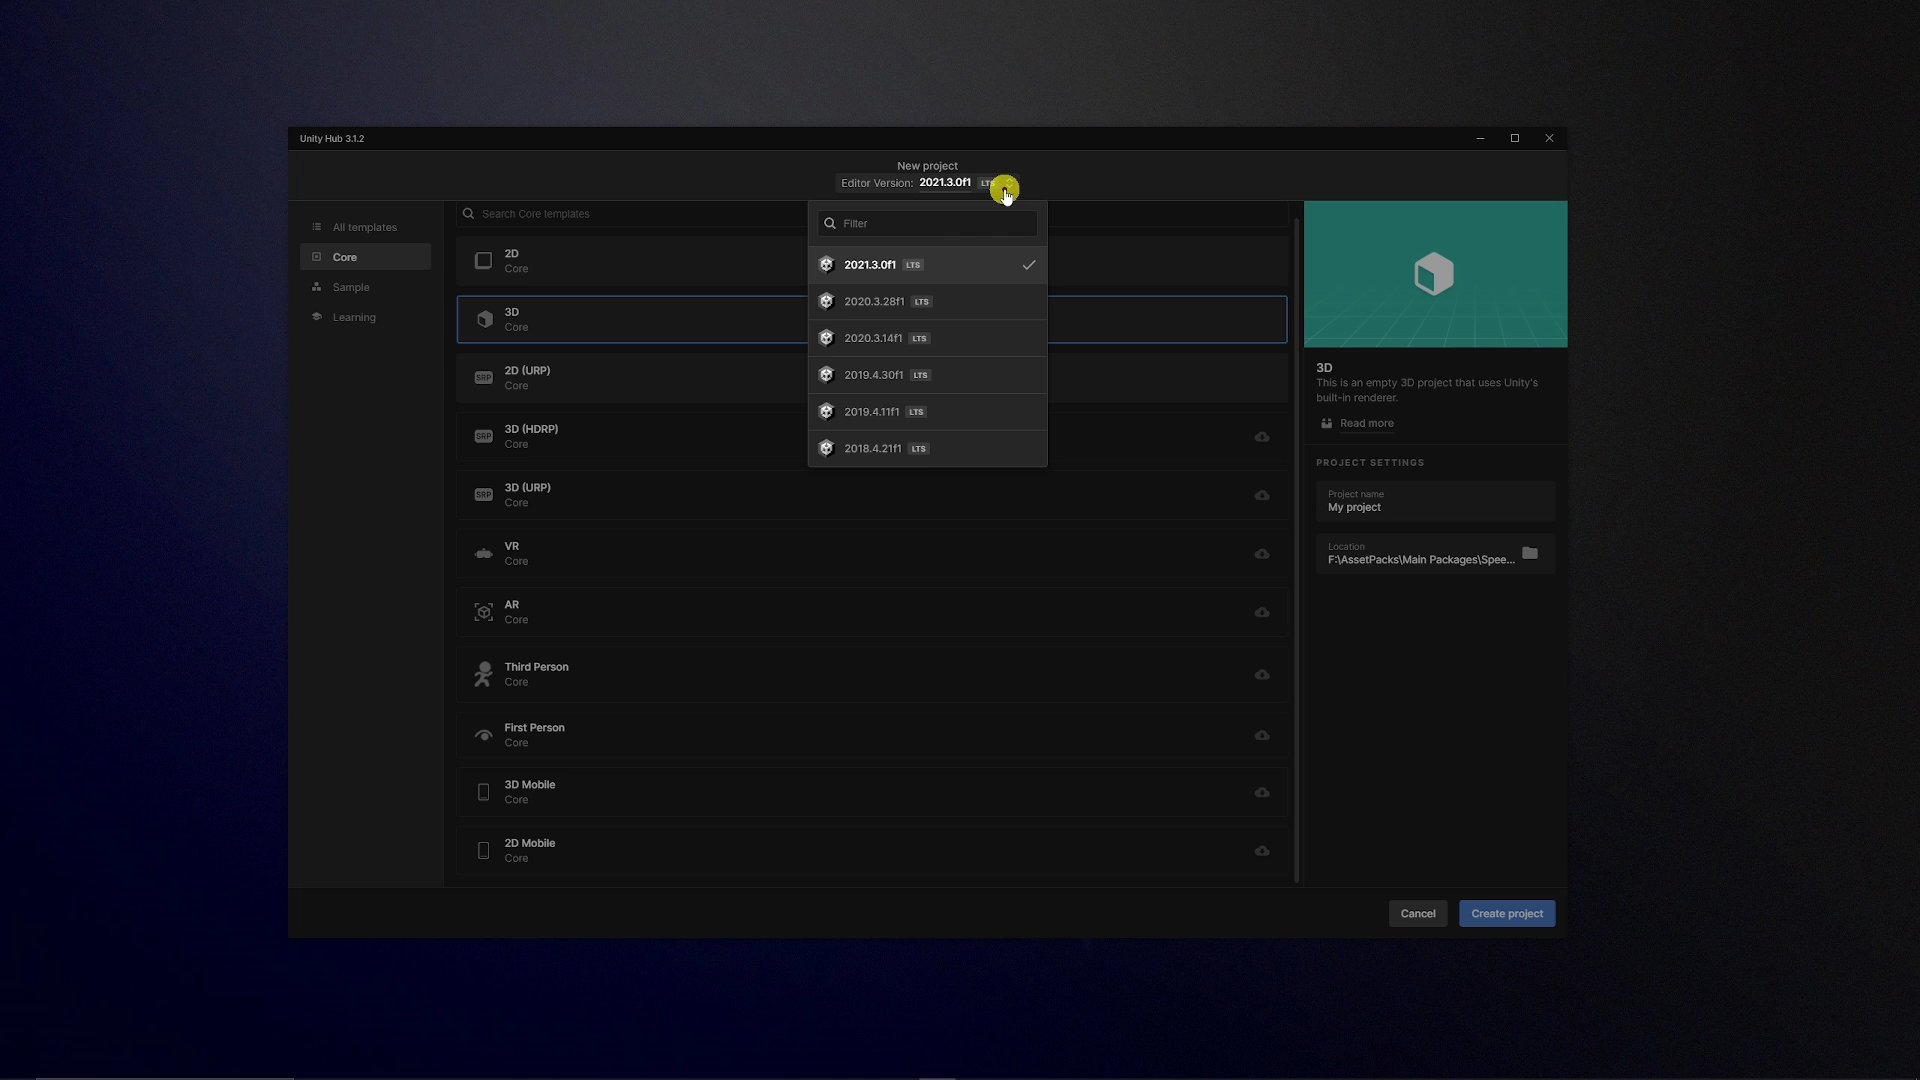 Unity Hub 3.1.2
New project
Editor Version: 2021.3.0f1 LTS
All templates
Core
Sample
Learning
Search Core templates
2D
Core
3D
Core
2D (URP)
Core
3D (HDRP)
Core
3D (URP)
Core
VR
Core
AR
Core
Third Person
Core
First Person
Core
3D Mobile
Core
2D Mobile
Core
Filter
2021.3.0f1 LTS
2020.3.28f1 LTS
2020.3.14f1 LTS
2019.4.30f1 LTS
2019.4.11f1 LTS
2018.4.21f1 LTS
3D
This is an empty 3D project that uses Unity's
built-in renderer.
Read more
PROJECT SETTINGS
Project name
My project
Location
F:\AssetPacks\Main Packages\Spee...
Cancel
Create project
SRP
SRP
SRP